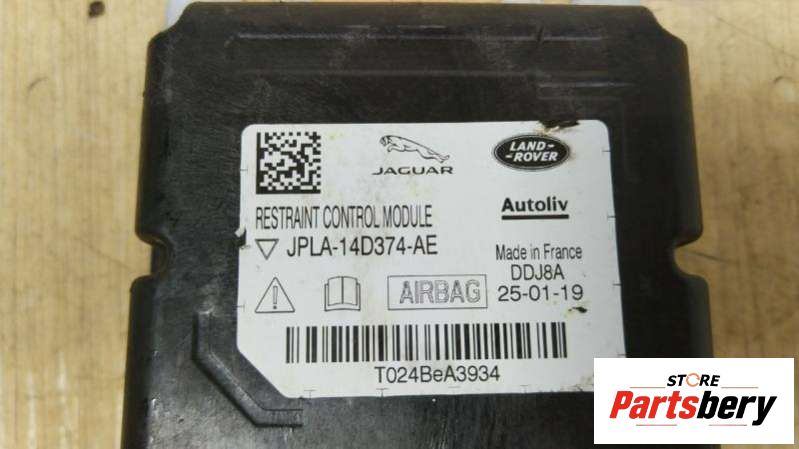 JAGUAR
LAND-
-ROVER
RESTRAINT CONTROL MODULE
Autoliv
JPLA-14D374-AE
Made in France
DDJ8A
AIRBAG
25-01-19
T024BeA3934
STORE
Partsbery